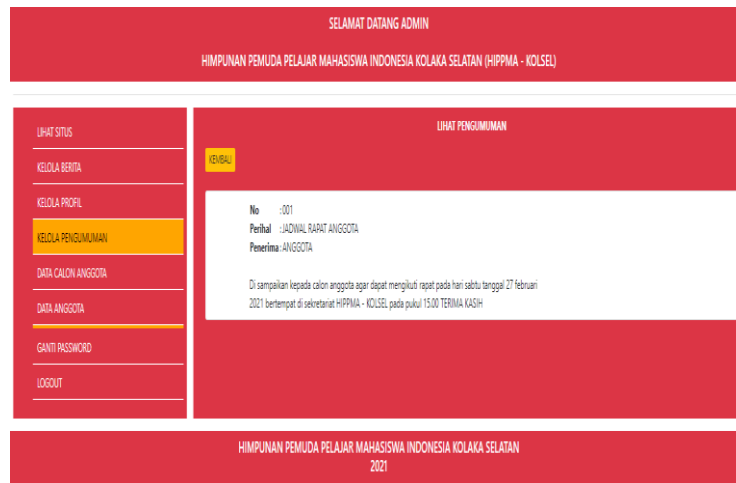 SELAMAT DATANG ADMIN
HIMPUNAN PEMUDA PELAJAR MAHASISWA INDONESIA KOLAKA SELATAN (HIPPMA - KOLSEL)
LIHAT SITUS
KELOLA BERITA
KELOLA PROFIL
KELOLA PENGUMUMAN
DATA CALON ANGGOTA
DATA ANGGOTA
GANTI PASSWORD
LOGOUT
LIHAT PENGUMUMAN
KEMBALI
No :001
Perihal :JADWAL RAPAT ANGGOTA
Penerima : ANGGOTA
Di sampaikan kepada calon anggota agar dapat mengikuti rapat pada hari sabtu tanggal 27 februari
2021 bertempat di sekretariat HIPPMA - KOLSEL pada pukul 15.00 TERIMA KASIH
HIMPUNAN PEMUDA PELAJAR MAHASISWA INDONESIA KOLAKA SELATAN
2021